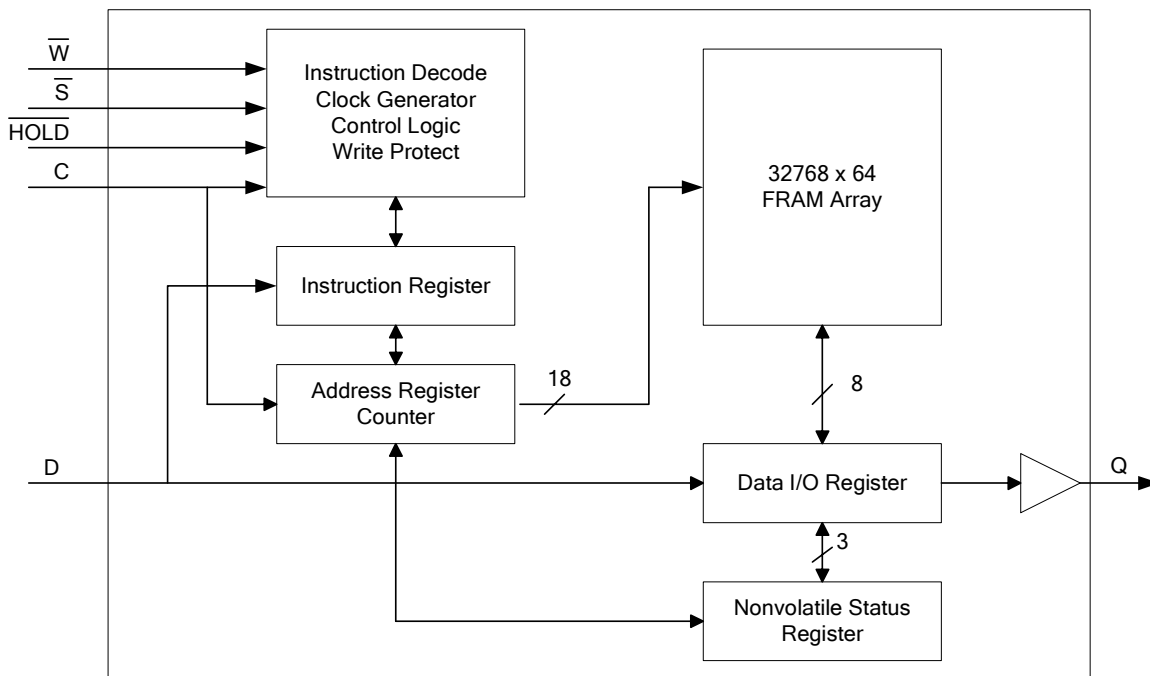 W
S
HOLD
C
D
Instruction Decode
Clock Generator
Control Logic
Write Protect
Instruction Register
Address Register
Counter
18
32768 x 64
FRAM Array
8
Data I/O Register
Q
3
Nonvolatile Status
Register